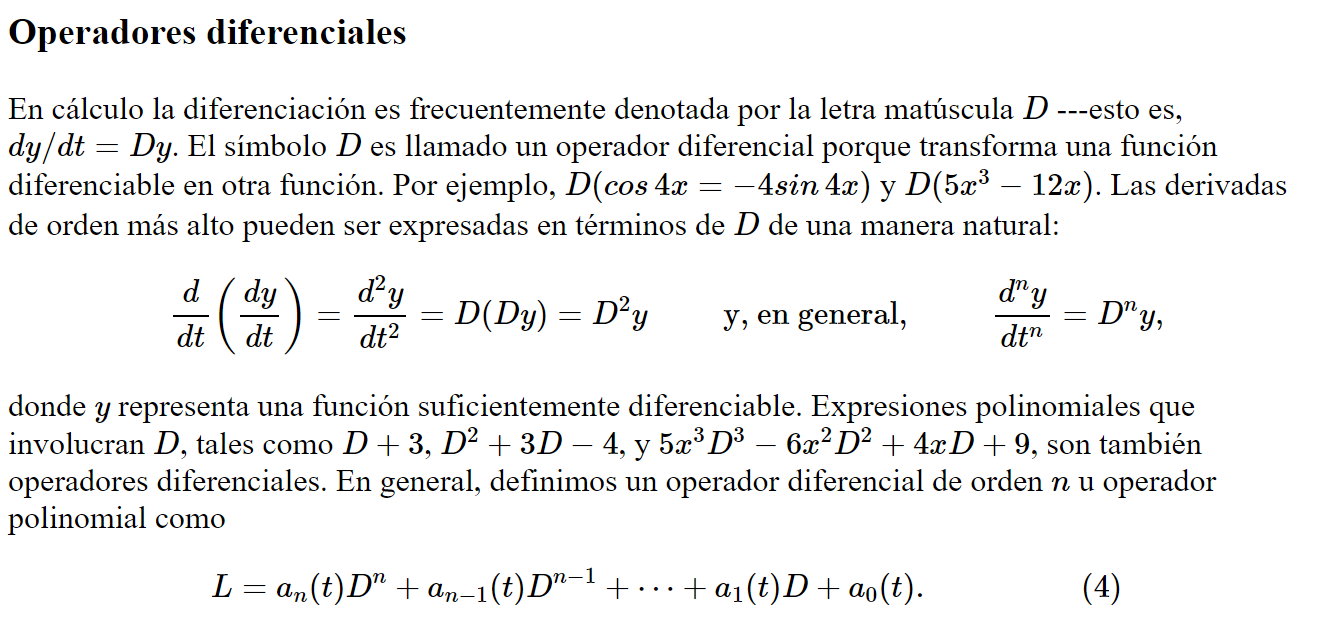 Operadores diferenciales
En cálculo la diferenciación es frecuentemente denotada por la letra matúscula D ---esto es,
dy/dt = Dy. El símbolo D es llamado un operador diferencial porque transforma una función
diferenciable en otra función. Por ejemplo, D(cos 4x = −4sin 4x) y D(5x³ − 12x). Las derivadas
de orden más alto pueden ser expresadas en términos de D de una manera natural:
d/dt (dy/dt) = d²y/dt² = D(Dy) = D²y y, en general, dⁿy/dtⁿ = Dⁿy,
donde y representa una función suficientemente diferenciable. Expresiones polinomiales que
involucran D, tales como D + 3, D² + 3D − 4, y 5x³D³ − 6x²D² + 4xD + 9, son también
operadores diferenciales. En general, definimos un operador diferencial de orden n u operador
polinomial como
L = aₙ(t)Dⁿ + aₙ₋₁(t)Dⁿ⁻¹ + ⋯ + a₁(t)D + a₀(t). (4)